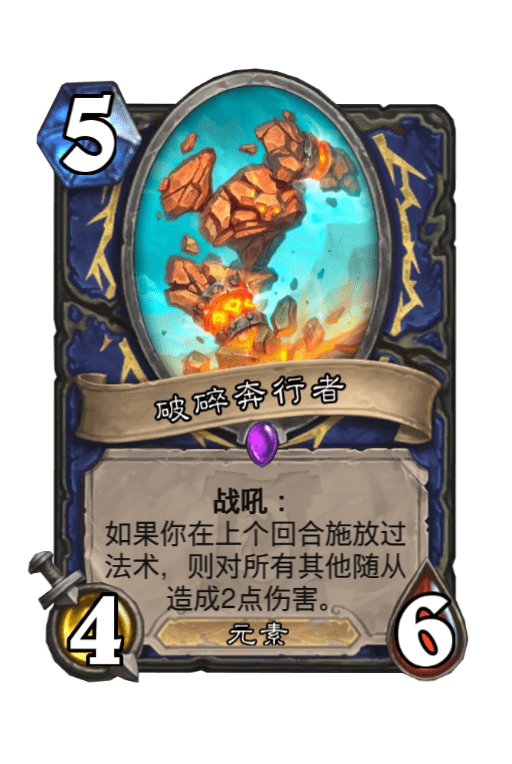 5
破碎奔行者
战吼：
如果你在上个回合施放过
法术，则对所有其他随从
造成2点伤害。
元素
4
6